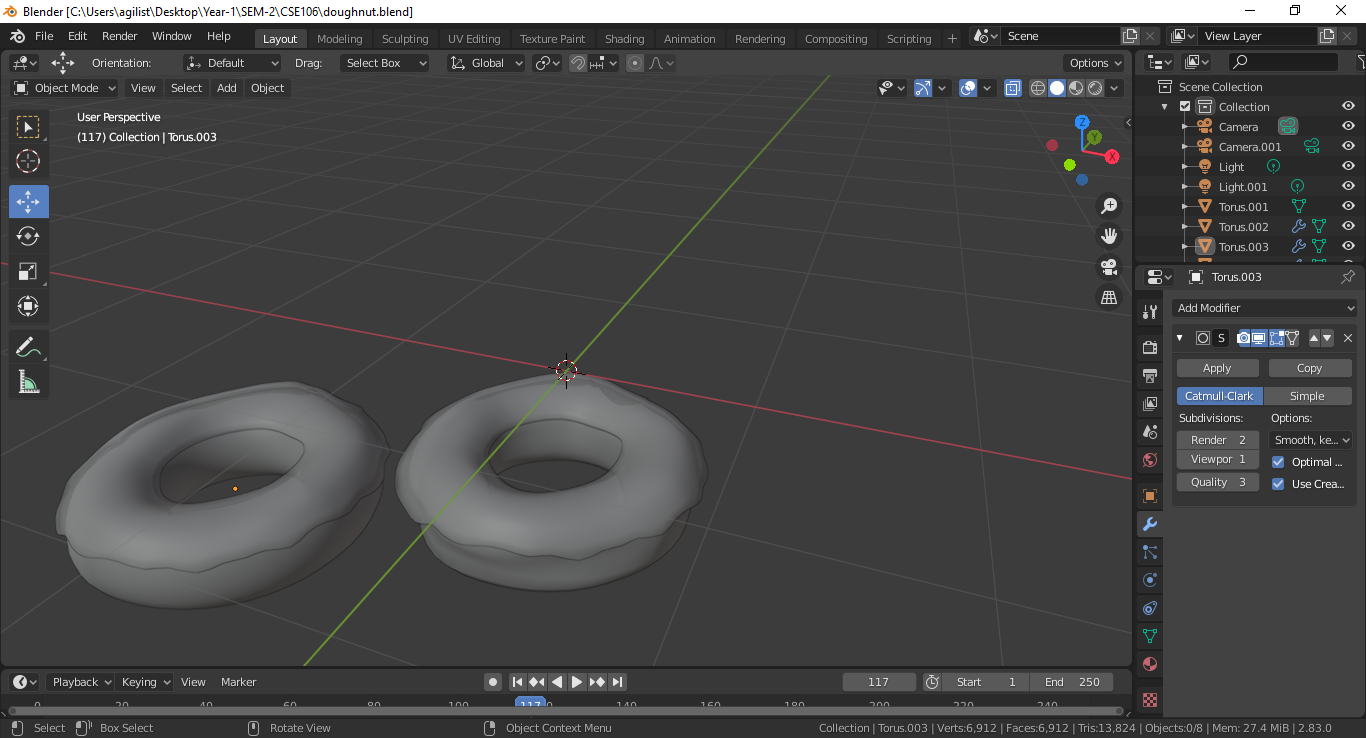 Blender [C:\Users\agilist\Desktop\Year-1\SEM-2\CSE106\doughnut.blend]
File Edit Render Window Help Layout Modeling Sculpting UV Editing Texture Paint Shading Animation Rendering Compositing Scripting + Scene View Layer
Orientation: Default Drag: Select Box Global Options
Object Mode View Select Add Object
User Perspective
(117) Collection | Torus.003
Z
Y
X
Scene Collection
Collection
Camera
Camera.001
Light
Light.001
Torus.001
Torus.002
Torus.003
Torus.003
Add Modifier
S
Apply Copy
Catmull-Clark Simple
Subdivisions: Options:
Render 2 Smooth, ke...
Viewpor 1 Optimal ...
Quality 3 Use Crea...
Playback Keying View Marker 117 Start 1 End 250
0 20 40 60 80 100 117 140 160 180 200 220 240
Select Box Select Rotate View Object Context Menu Collection | Torus.003 | Verts:6,912 | Faces:6,912 | Tris:13,824 | Objects:0/8 | Mem: 27.4 MiB | 2.83.0